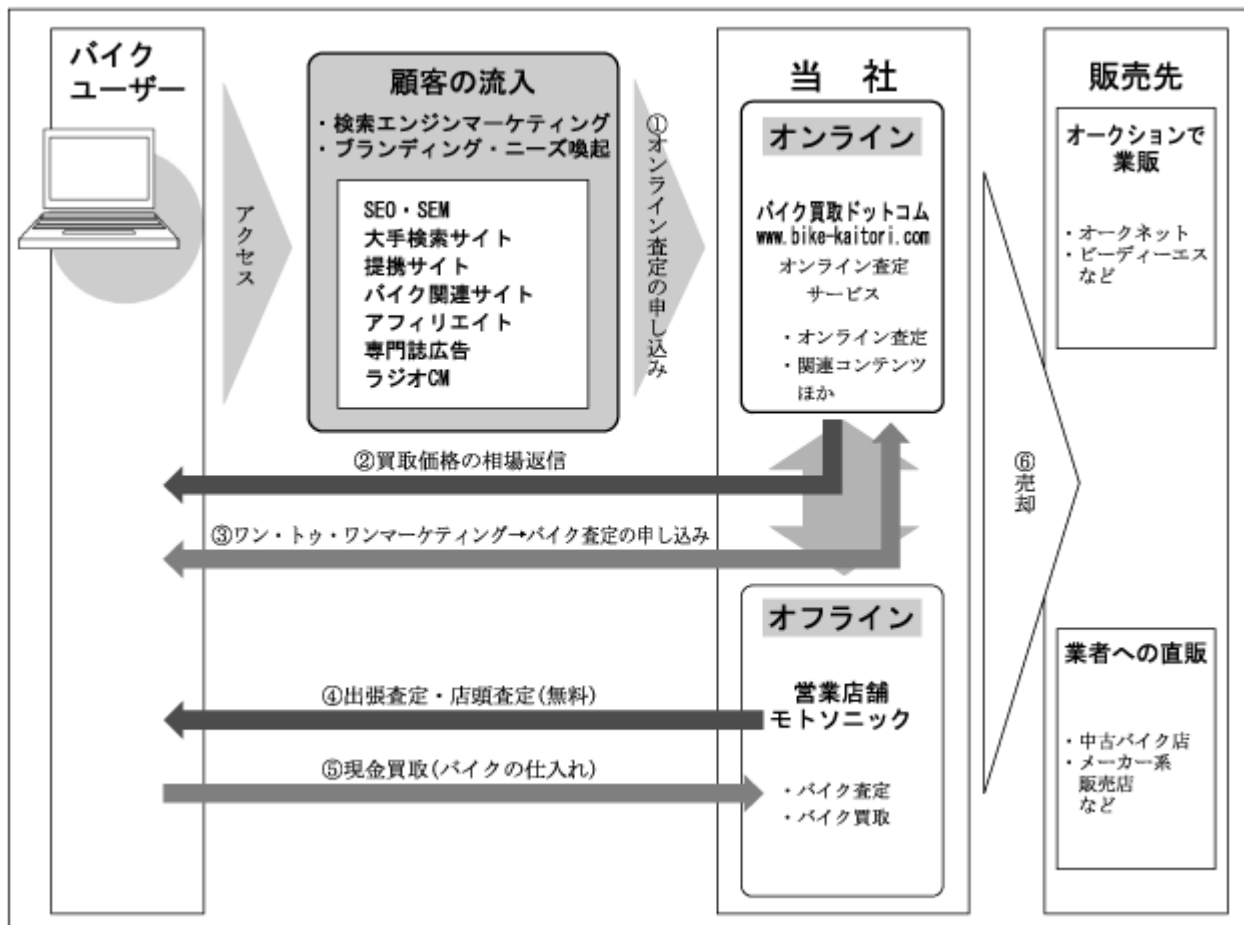 バイク
ユーザー
アクセス
顧客の流入
・検索エンジンマーケティング
・ブランディング・ニーズ喚起
SEO・SEM
大手検索サイト
提携サイト
バイク関連サイト
アフィリエイト
専門誌広告
ラジオCM
①オンライン査定の申し込み
当　社
オンライン
バイク買取ドットコム
www.bike-kaitori.com
オンライン査定
サービス
・オンライン査定
・関連コンテンツ
ほか
②買取価格の相場返信
③ワン・トゥ・ワンマーケティング→バイク査定の申し込み
オフライン
営業店舗
モトソニック
・バイク査定
・バイク買取
④出張査定・店頭査定(無料)
⑤現金買取(バイクの仕入れ)
⑥売却
販売先
オークションで
業販
・オークネット
・ビーディーエス
など
業者への直販
・中古バイク店
・メーカー系
販売店
など